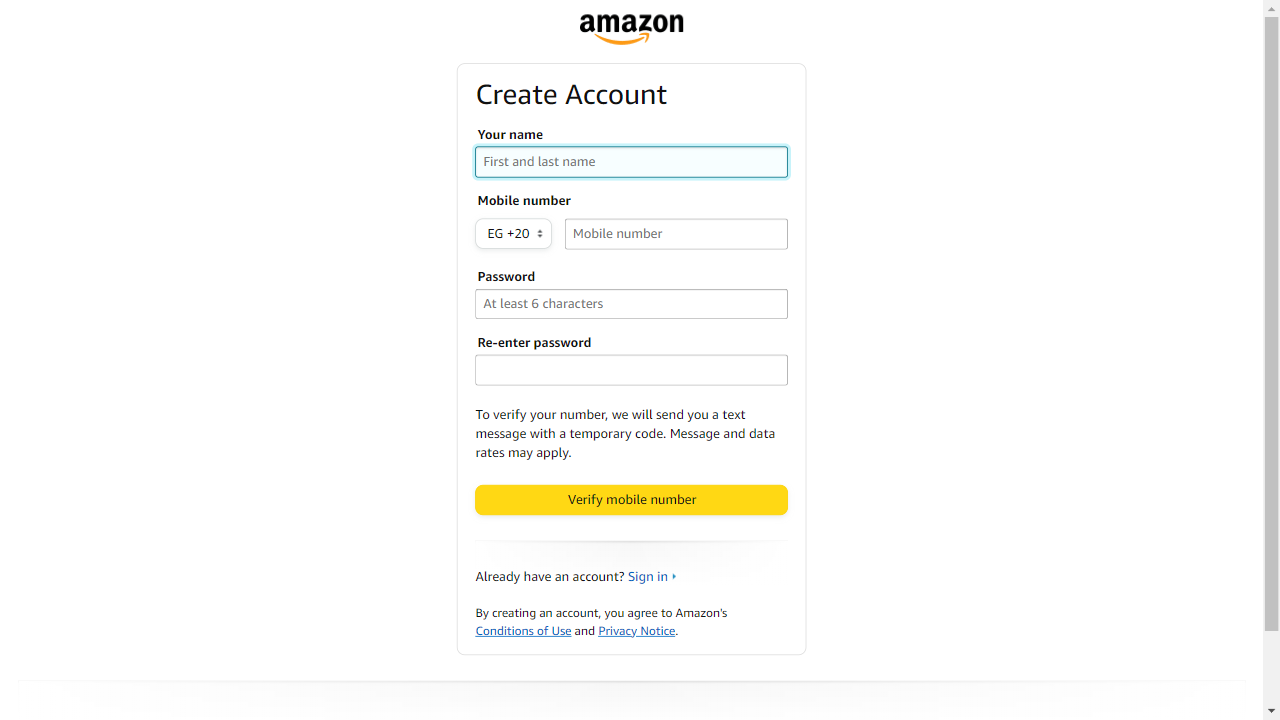 amazon
Create Account
Your name
First and last name
Mobile number
EG +20 Mobile number
Password
At least 6 characters
Re-enter password
To verify your number, we will send you a text
message with a temporary code. Message and data
rates may apply.
Verify mobile number
Already have an account? Sign in
By creating an account, you agree to Amazon's
Conditions of Use and Privacy Notice.